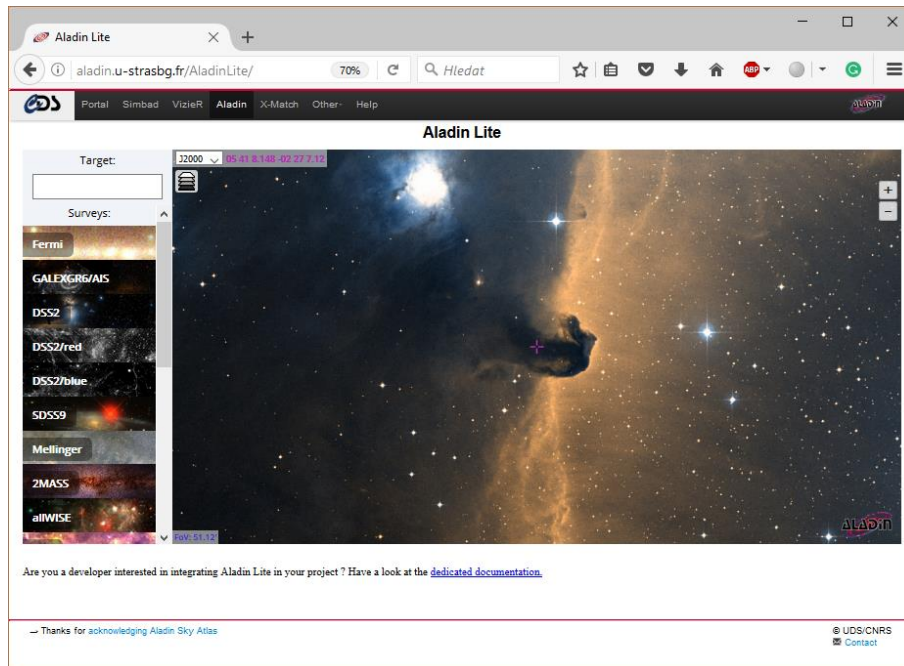 Aladin Lite
aladin.u-strasbg.fr/AladinLite/
70%
Hledat
ABP
CDS
Portal Simbad VizieR Aladin X-Match Other Help
ALADIN
Aladin Lite
Target:
J2000 05 41 8.148 -02 27 7.12
Surveys:
Fermi
GALEXGR6/AIS
DSS2
DSS2/red
DSS2/blue
SDSS9
Mellinger
2MASS
allWISE
ALADIN
FoV: 51.12'
Are you a developer interested in integrating Aladin Lite in your project ? Have a look at the dedicated documentation.
Thanks for acknowledging Aladin Sky Atlas
© UDS/CNRS
Contact